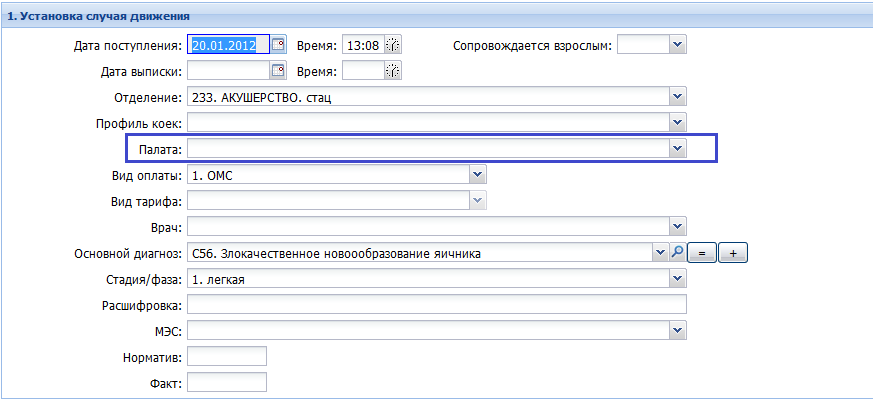 1. Установка случая движения
Дата поступления: 20.01.2012 Время: 13:08 Сопровождается взрослым:
Дата выписки: Время:
Отделение: 233. АКУШЕРСТВО. стац
Профиль коек:
Палата:
Вид оплаты: 1. ОМС
Вид тарифа:
Врач:
Основной диагноз: C56. Злокачественное новоообразование яичника = +
Стадия/фаза: 1. легкая
Расшифровка:
МЭС:
Норматив:
Факт: